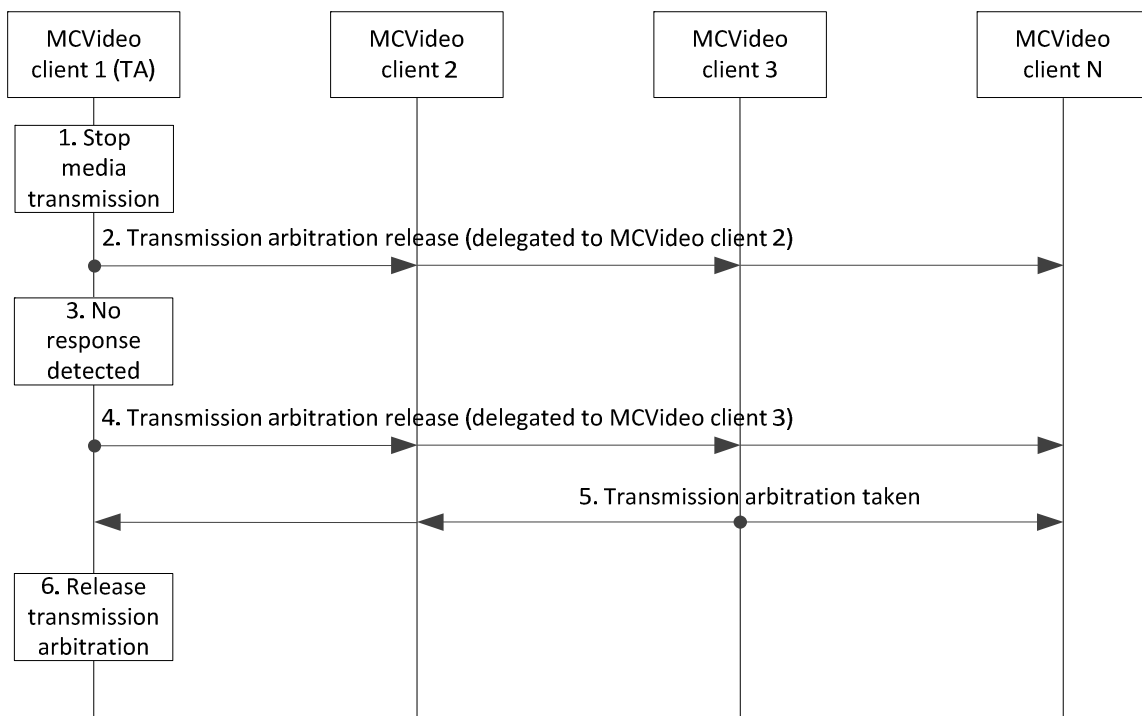 MCVideo
client 1 (TA)
MCVideo
client 2
MCVideo
client 3
MCVideo
client N
1. Stop
media
transmission
2. Transmission arbitration release (delegated to MCVideo client 2)
3. No
response
detected
4. Transmission arbitration release (delegated to MCVideo client 3)
5. Transmission arbitration taken
6. Release
transmission
arbitration